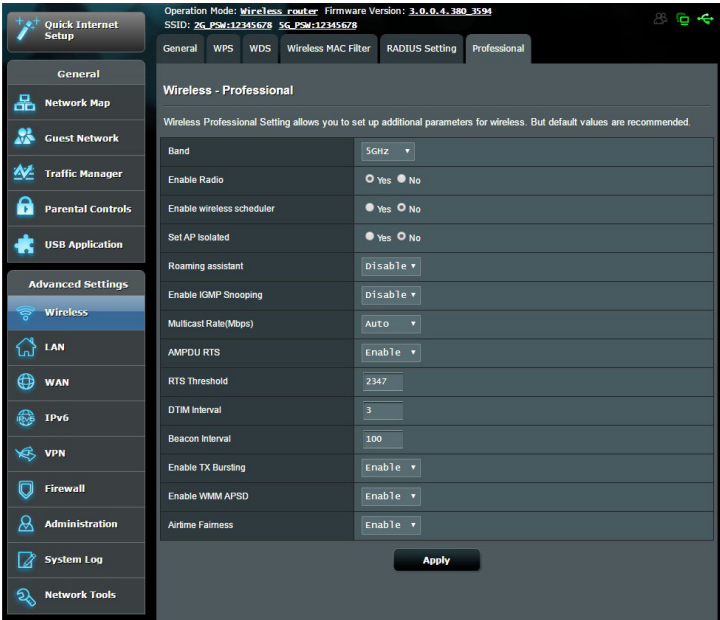 Quick Internet
Setup
General
Network Map
Guest Network
Traffic Manager
Parental Controls
USB Application
Advanced Settings
Wireless
LAN
WAN
IPv6
IPv6
VPN
Firewall
Administration
System Log
Network Tools
Operation Mode: Wireless router Firmware Version: 3.0.0.4.380_3594
SSID: 2G_PSW:12345678 5G_PSW:12345678
General WPS WDS Wireless MAC Filter RADIUS Setting Professional
Wireless - Professional
Wireless Professional Setting allows you to set up additional parameters for wireless. But default values are recommended.
Band 5GHz
Enable Radio Yes No
Enable wireless scheduler Yes No
Set AP Isolated Yes No
Roaming assistant Disable
Enable IGMP Snooping Disable
Multicast Rate(Mbps) Auto
AMPDU RTS Enable
RTS Threshold 2347
DTIM Interval 3
Beacon Interval 100
Enable TX Bursting Enable
Enable WMM APSD Enable
Airtime Fairness Enable
Apply